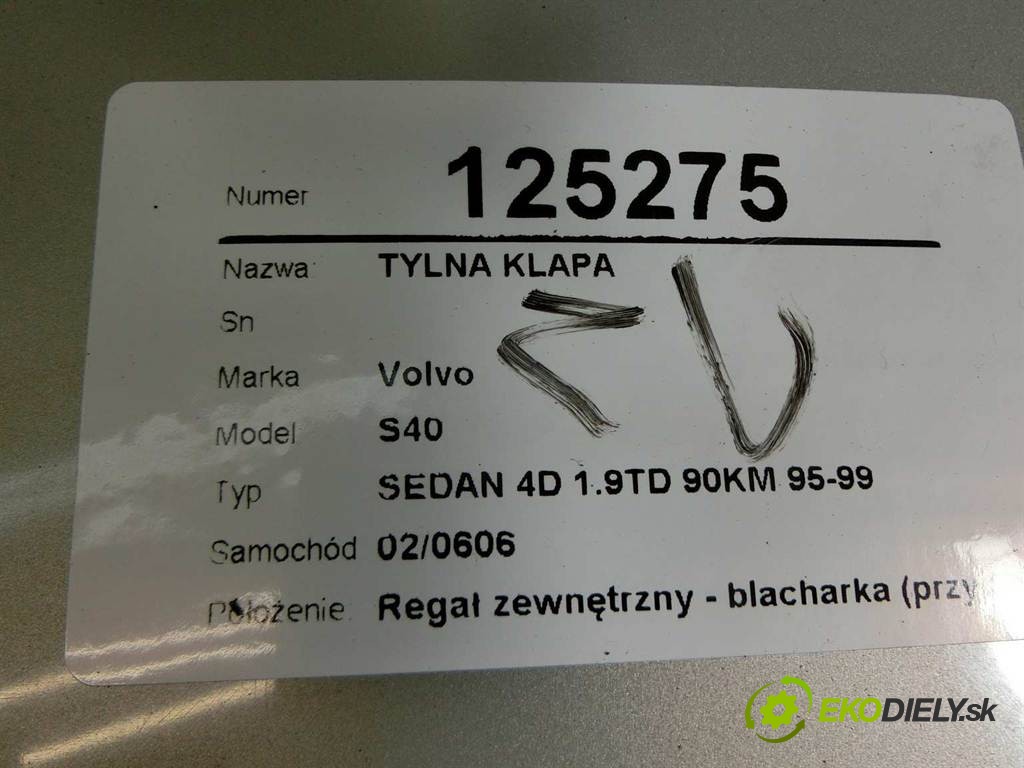 Numer 125275
Nazwa TYLNA KLAPA
Sn
Marka Volvo
Model S40
Typ SEDAN 4D 1.9TD 90KM 95-99
Samochód 02/0606
Położenie Regał zewnętrzny - blacharka (przy
EKODIELY.sk